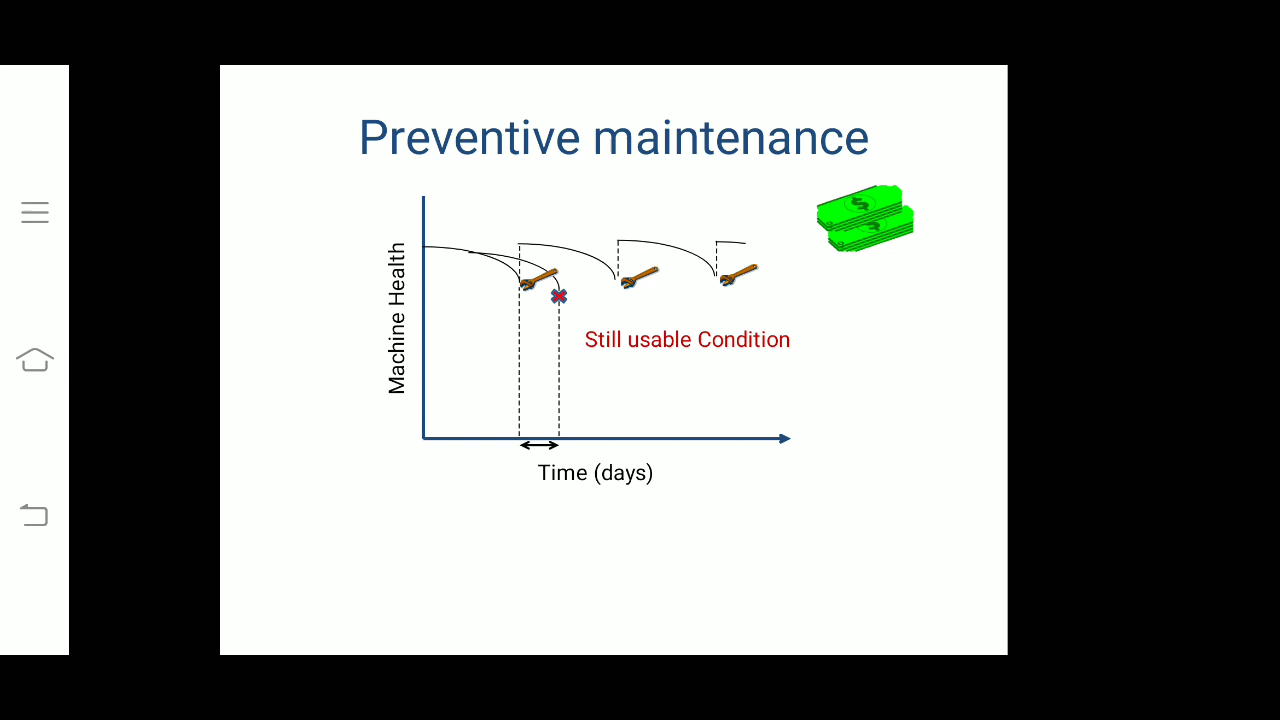 Preventive maintenance
Machine Health
Still usable Condition
Time (days)